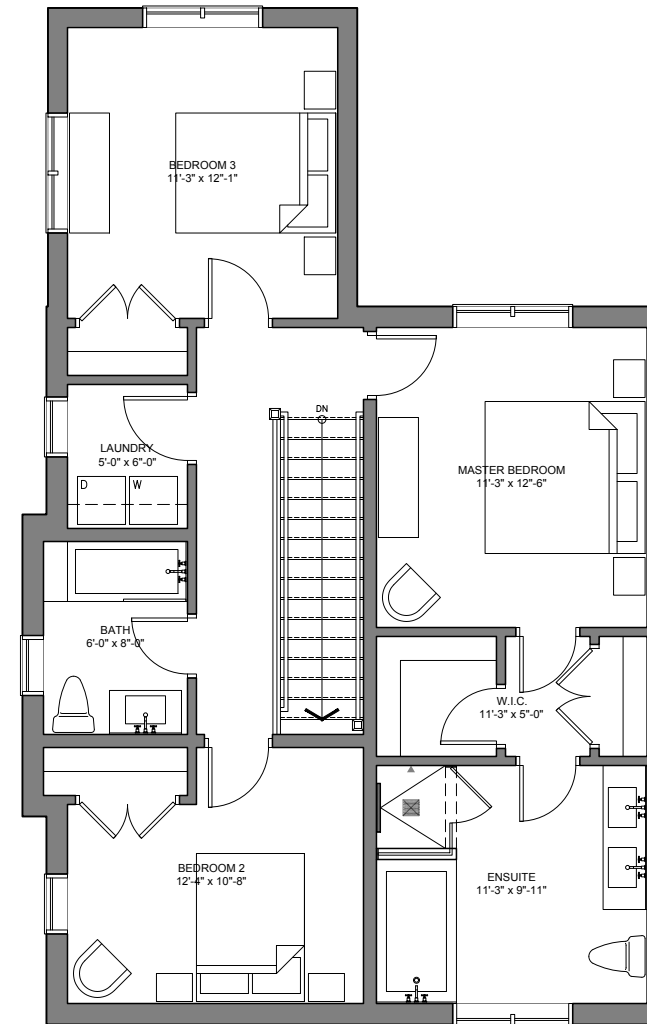 BEDROOM 3
11'-3" x 12"-1"
DN
LAUNDRY
5'-0" x 6"-0"
D
W
MASTER BEDROOM
11'-3" x 12"-6"
BATH
6'-0" x 8"-0"
W.I.C.
11'-3" x 5"-0"
BEDROOM 2
12'-4" x 10"-8"
ENSUITE
11'-3" x 9"-11"